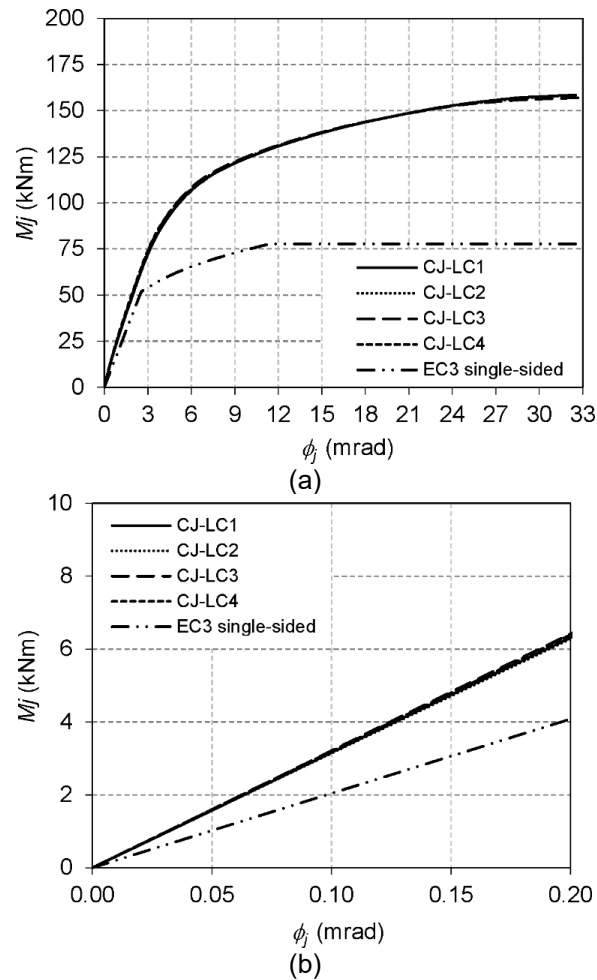 200
175
150
125
100
75
50
25
0
Mj (kNm)
0 3 6 9 12 15 18 21 24 27 30 33
ϕj (mrad)
CJ-LC1
CJ-LC2
CJ-LC3
CJ-LC4
EC3 single-sided
(a)
10
8
6
4
2
0
Mj (kNm)
CJ-LC1
CJ-LC2
CJ-LC3
CJ-LC4
EC3 single-sided
0.00 0.05 0.10 0.15 0.20
ϕj (mrad)
(b)